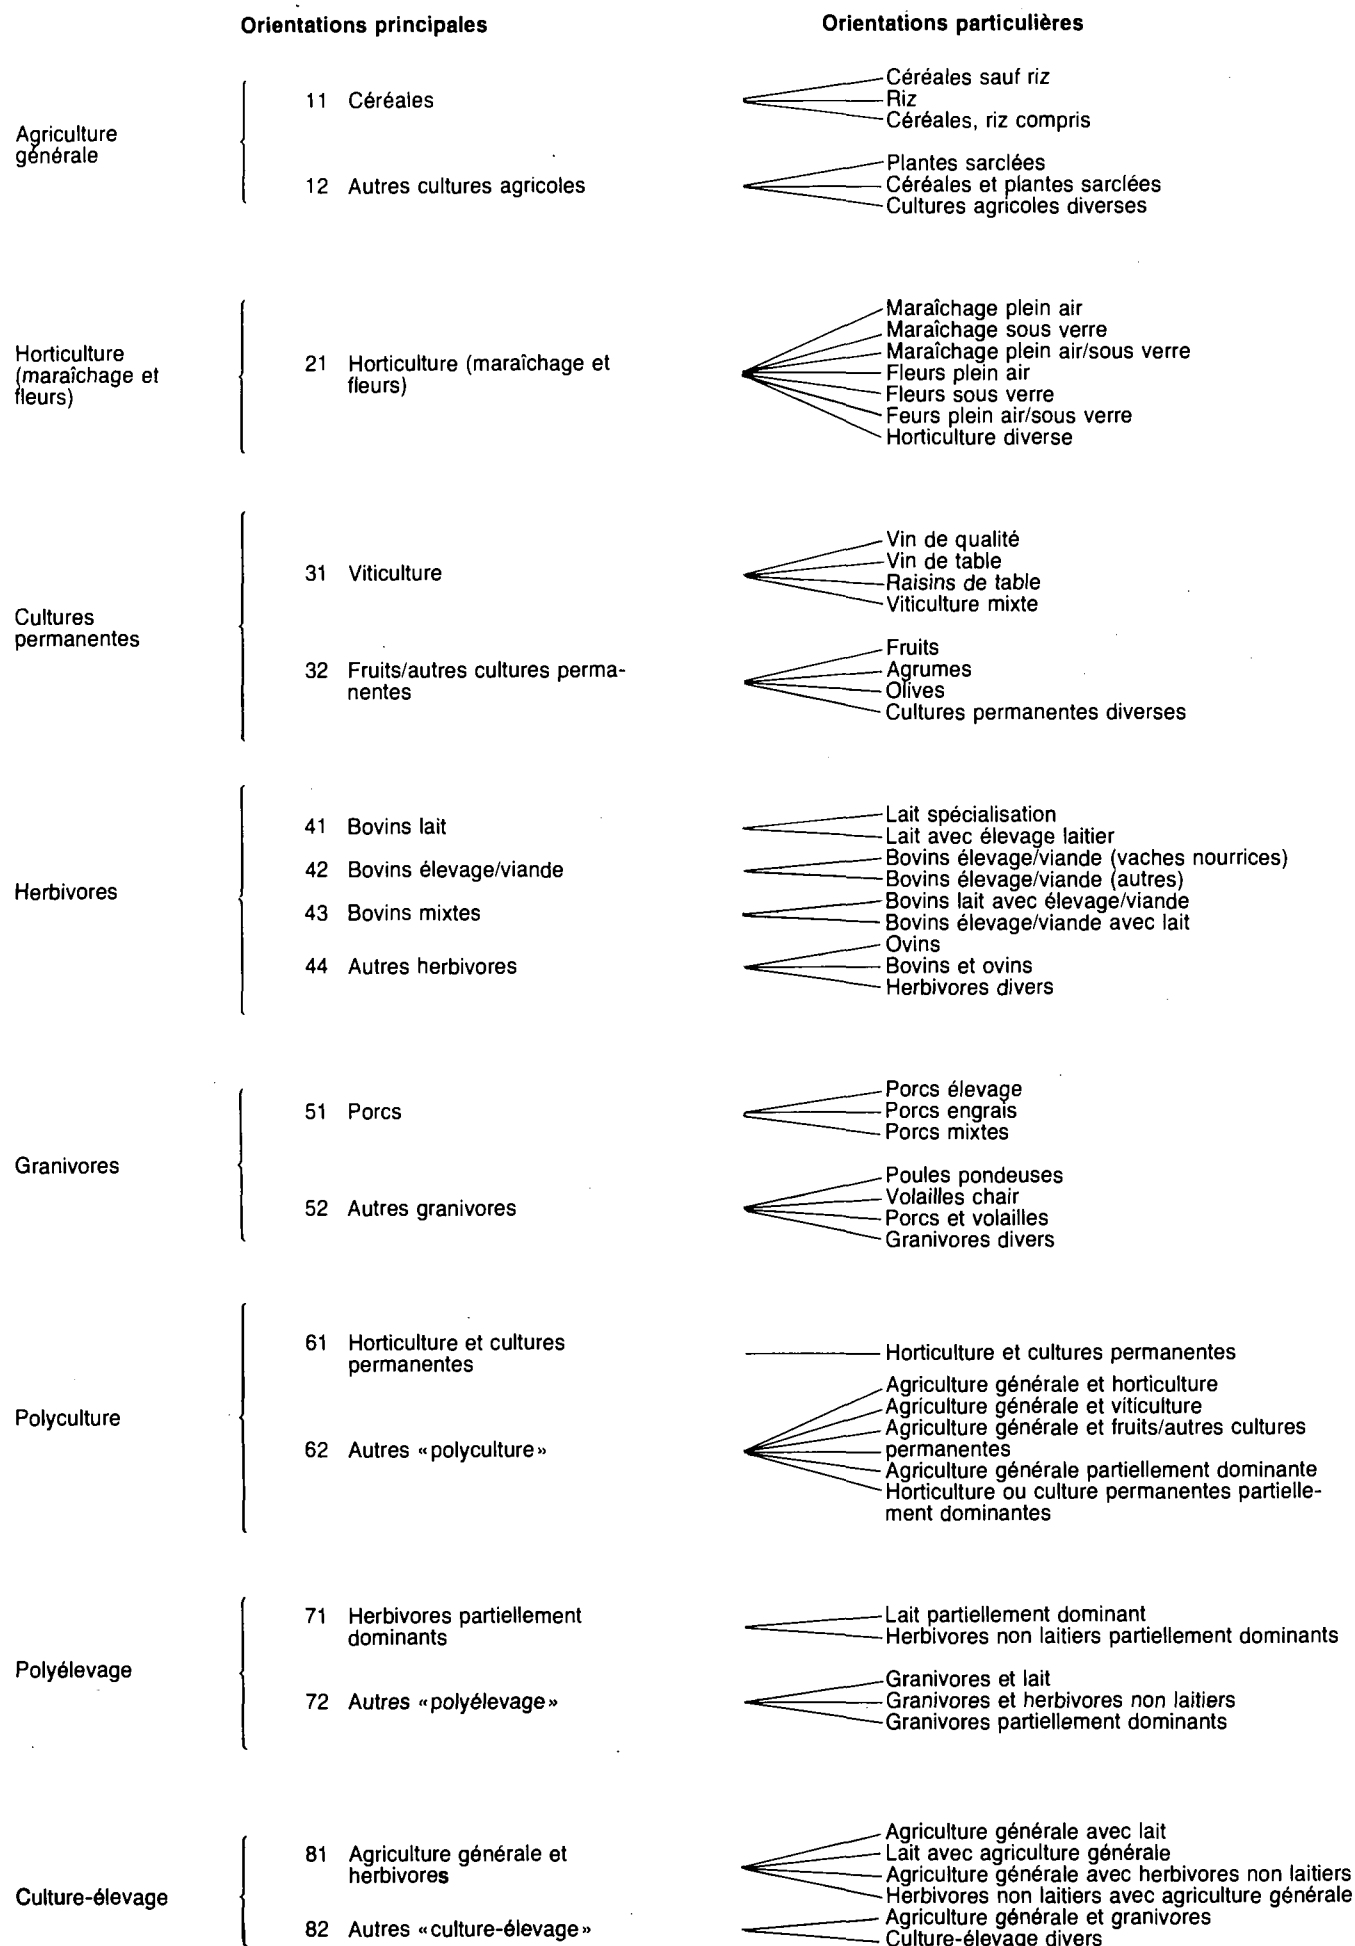 Orientations principales
Orientations particulières
Agriculture
générale
11 Céréales
Céréales sauf riz
Riz
Céréales, riz compris
12 Autres cultures agricoles
Plantes sarclées
Céréales et plantes sarclées
Cultures agricoles diverses
Horticulture
(maraîchage et
fleurs)
21 Horticulture (maraîchage et
fleurs)
Maraîchage plein air
Maraîchage sous verre
Maraîchage plein air/sous verre
Fleurs plein air
Fleurs sous verre
Feurs plein air/sous verre
Horticulture diverse
Cultures
permanentes
31 Viticulture
Vin de qualité
Vin de table
Raisins de table
Viticulture mixte
32 Fruits/autres cultures perma-
nentes
Fruits
Agrumes
Olives
Cultures permanentes diverses
Herbivores
41 Bovins lait
Lait spécialisation
Lait avec élevage laitier
42 Bovins élevage/viande
Bovins élevage/viande (vaches nourrices)
Bovins élevage/viande (autres)
43 Bovins mixtes
Bovins lait avec élevage/viande
Bovins élevage/viande avec lait
44 Autres herbivores
Ovins
Bovins et ovins
Herbivores divers
Granivores
51 Porcs
Porcs élevage
Porcs engrais
Porcs mixtes
52 Autres granivores
Poules pondeuses
Volailles chair
Porcs et volailles
Granivores divers
Polyculture
61 Horticulture et cultures
permanentes
Horticulture et cultures permanentes
62 Autres «polyculture»
Agriculture générale et horticulture
Agriculture générale et viticulture
Agriculture générale et fruits/autres cultures
permanentes
Agriculture générale partiellement dominante
Horticulture ou culture permanentes partielle-
ment dominantes
Polyélevage
71 Herbivores partiellement
dominants
Lait partiellement dominant
Herbivores non laitiers partiellement dominants
72 Autres «polyélevage»
Granivores et lait
Granivores et herbivores non laitiers
Granivores partiellement dominants
Culture-élevage
81 Agriculture générale et
herbivores
Agriculture générale avec lait
Lait avec agriculture générale
Agriculture générale avec herbivores non laitiers
Herbivores non laitiers avec agriculture générale
82 Autres «culture-élevage»
Agriculture générale et granivores
Culture-élevage divers